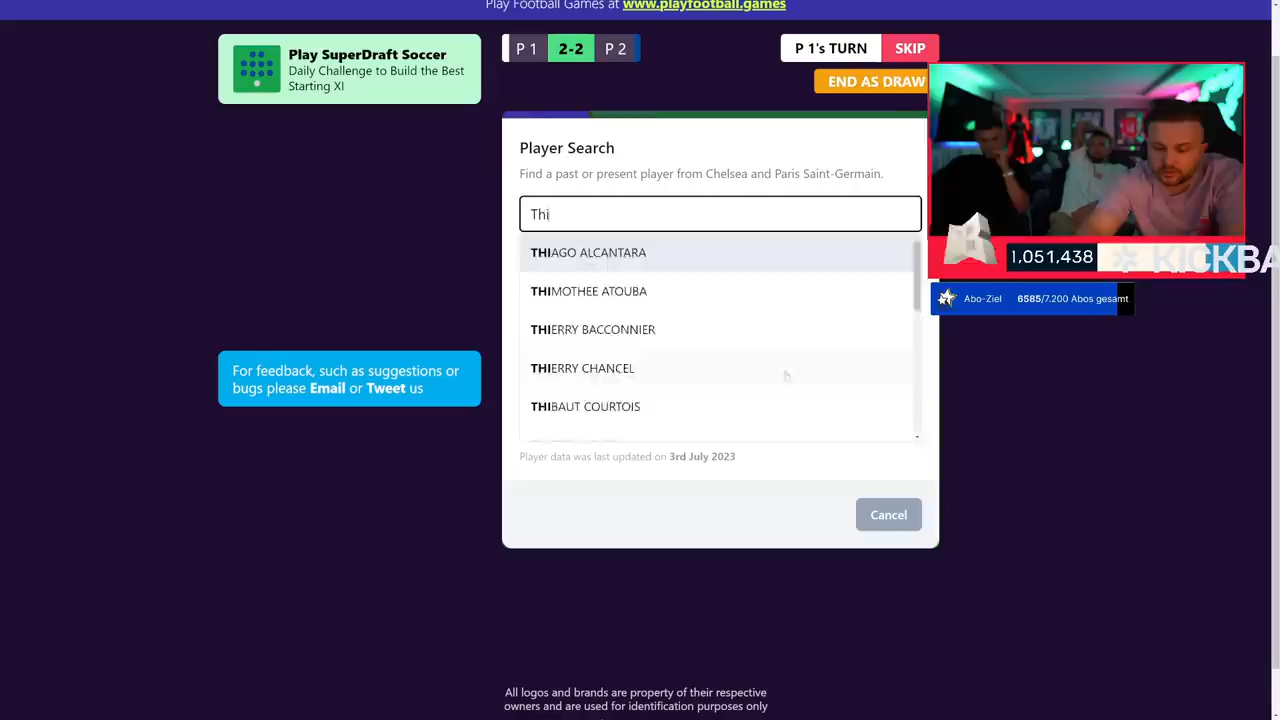 Play Football Games at www.playfootball.games
Play SuperDraft Soccer
Daily Challenge to Build the Best
Starting XI
P 1
2-2
P 2
P 1's TURN
SKIP
END AS DRAW
Player Search
Find a past or present player from Chelsea and Paris Saint-Germain.
Thi
THIAGO ALCANTARA
THIMOTHEE ATOUBA
THIERRY BACCONNIER
THIERRY CHANCEL
THIBAUT COURTOIS
Player data was last updated on 3rd July 2023
Cancel
1,051,438
KICKBA
Abo-Ziel 6585/7.200 Abos gesamt
For feedback, such as suggestions or
bugs please Email or Tweet us
All logos and brands are property of their respective
owners and are used for identification purposes only